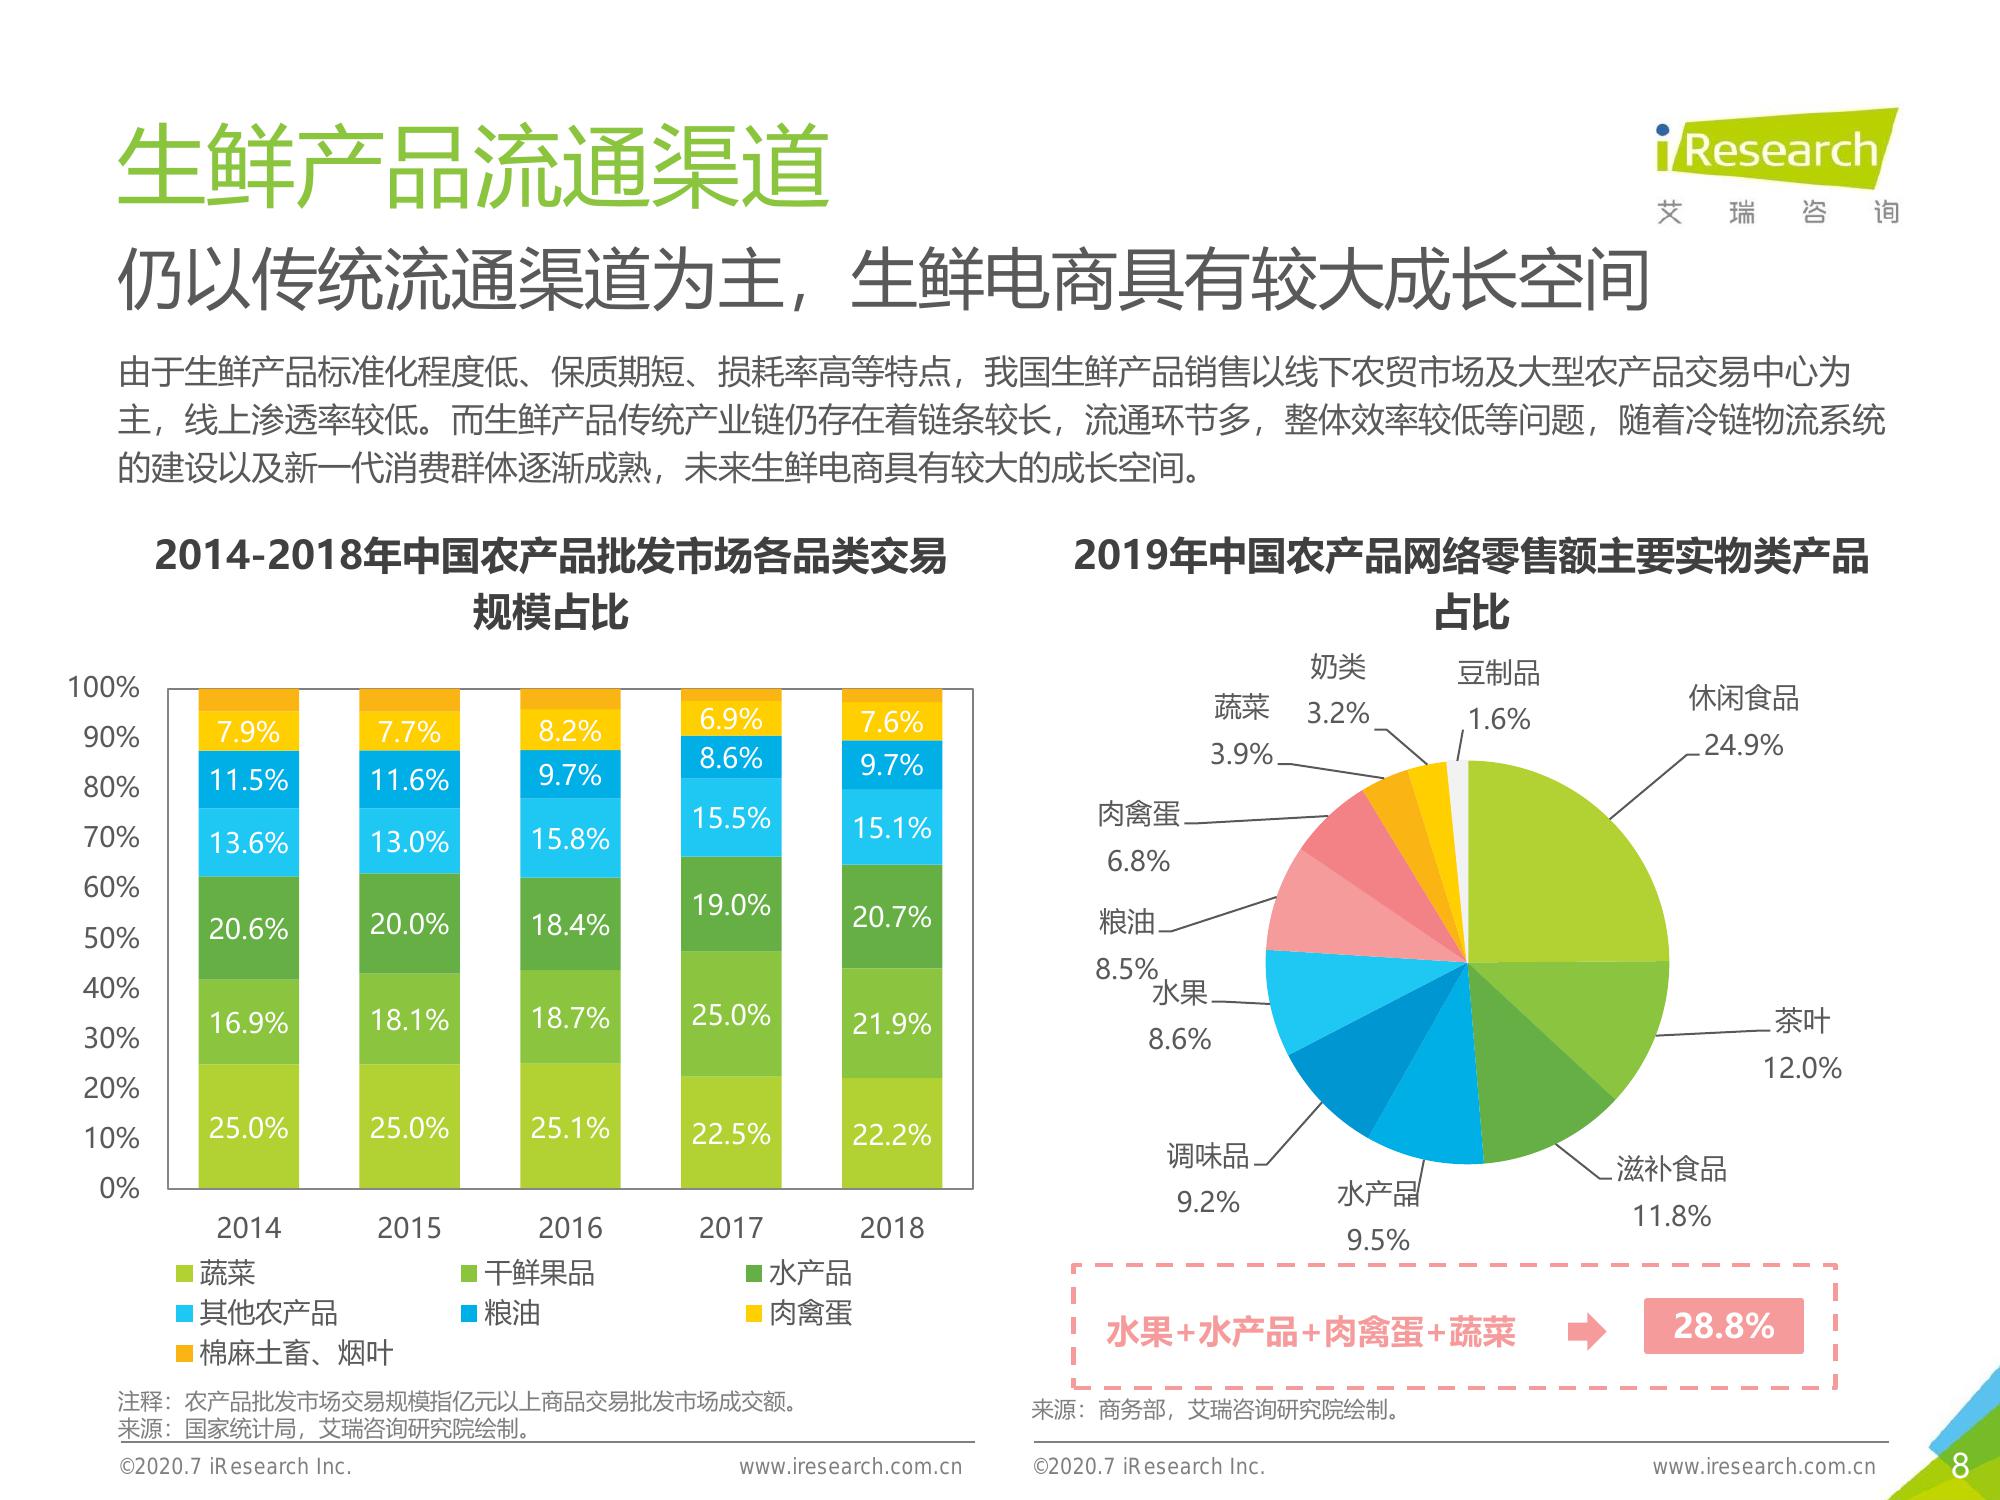 生鲜产品流通渠道
iResearch
艾瑞咨询
仍以传统流通渠道为主，生鲜电商具有较大成长空间
由于生鲜产品标准化程度低、保质期短、损耗率高等特点，我国生鲜产品销售以线下农贸市场及大型农产品交易中心为
主，线上渗透率较低。而生鲜产品传统产业链仍存在着链条较长，流通环节多，整体效率较低等问题，随着冷链物流系统
的建设以及新一代消费群体逐渐成熟，未来生鲜电商具有较大的成长空间。
2014-2018年中国农产品批发市场各品类交易
规模占比
100%
90%
80%
70%
60%
50%
40%
30%
20%
10%
0%
7.9% 7.7% 8.2% 6.9% 7.6%
11.5% 11.6% 9.7% 8.6% 9.7%
13.6% 13.0% 15.8% 15.5% 15.1%
20.6% 20.0% 18.4% 19.0% 20.7%
16.9% 18.1% 18.7% 25.0% 21.9%
25.0% 25.0% 25.1% 22.5% 22.2%
2014 2015 2016 2017 2018
蔬菜 干鲜果品 水产品
其他农产品 粮油 肉禽蛋
棉麻土畜、烟叶
注释：农产品批发市场交易规模指亿元以上商品交易批发市场成交额。
来源：国家统计局，艾瑞咨询研究院绘制。
©2020.7 iResearch Inc. www.iresearch.com.cn
2019年中国农产品网络零售额主要实物类产品
占比
休闲食品
24.9%
茶叶
12.0%
滋补食品
11.8%
水产品
9.5%
调味品
9.2%
水果
8.6%
粮油
8.5%
肉禽蛋
6.8%
蔬菜
3.9%
奶类
3.2%
豆制品
1.6%
水果+水产品+肉禽蛋+蔬菜 28.8%
来源：商务部，艾瑞咨询研究院绘制。
©2020.7 iResearch Inc. www.iresearch.com.cn
8